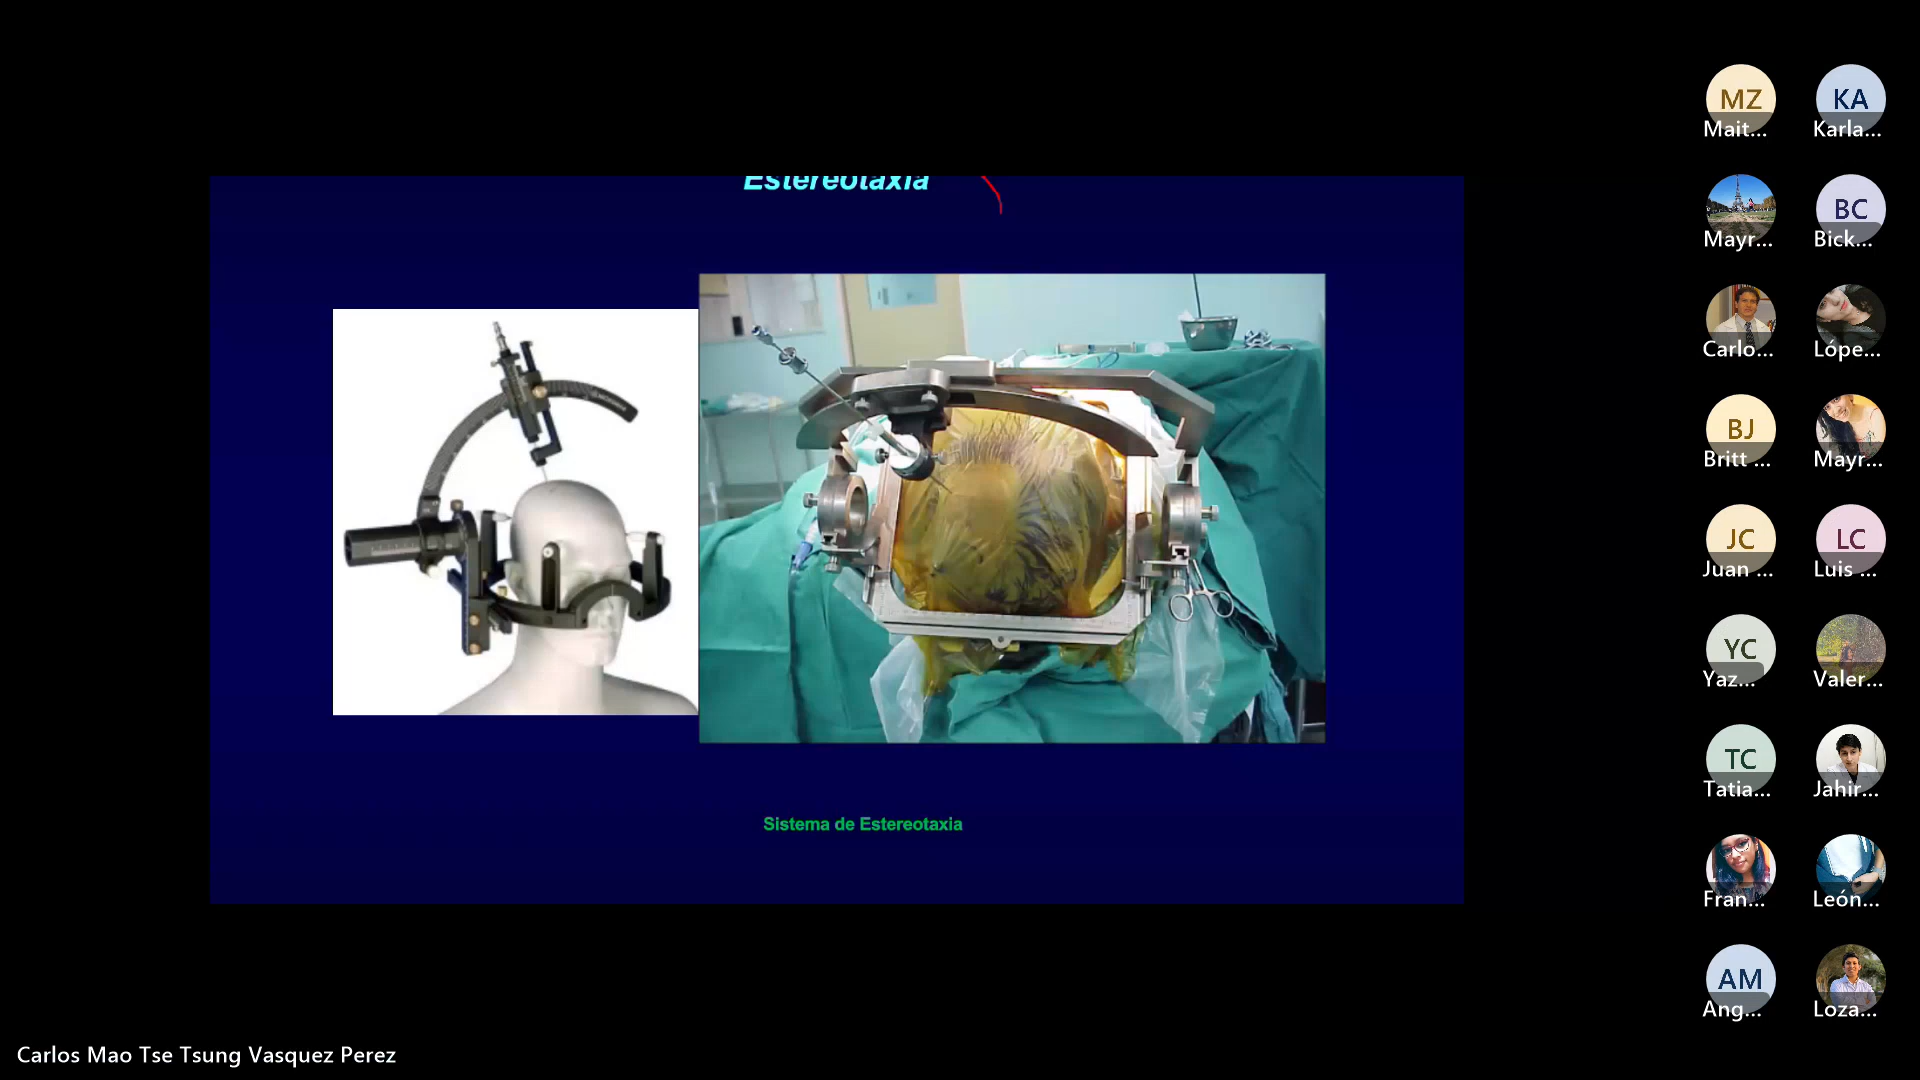 Estereotaxia
Sistema de Estereotaxia
MZ
Mait...
KA
Karla...
Mayr...
BC
Bick...
Carlo...
Lópe...
BJ
Britt ...
Mayr...
JC
Juan ...
LC
Luis ...
YC
Yaz...
Valer...
TC
Tatia...
Jahir...
Fran...
León...
AM
Ang...
Loza...
Carlos Mao Tse Tsung Vasquez Perez